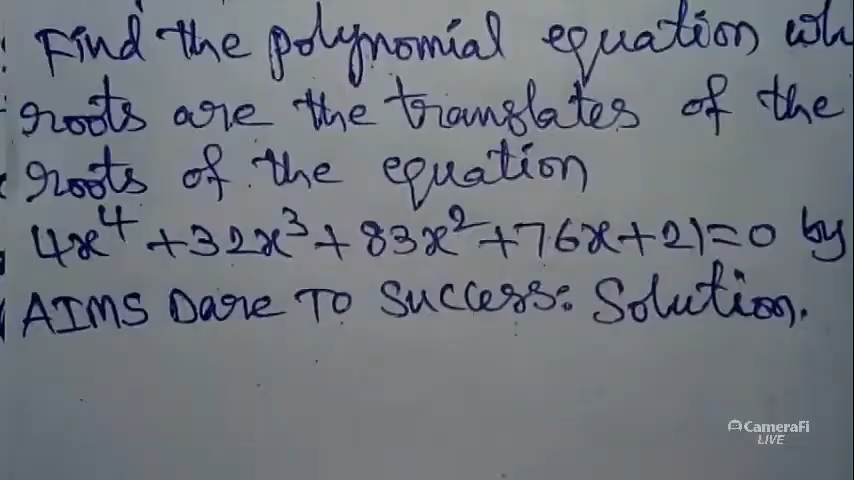 Find the polynomial equation wh
roots are the translates of the
roots of the equation
4x⁴ +32x³+83x²+76x+21=0 by
AIMS Dare To Success: Solution.
CameraFi
LIVE